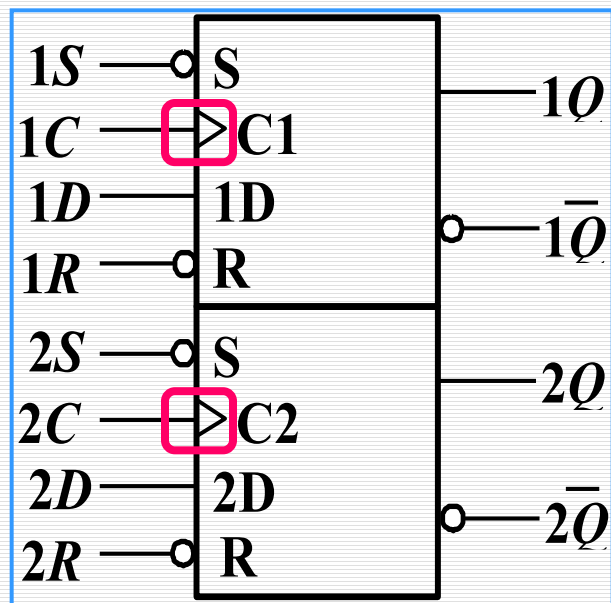 1S S
1Q
1C C1
1D 1D
1Q̅
1R R
2S S
2Q
2C C2
2D 2D
2Q̅
2R R